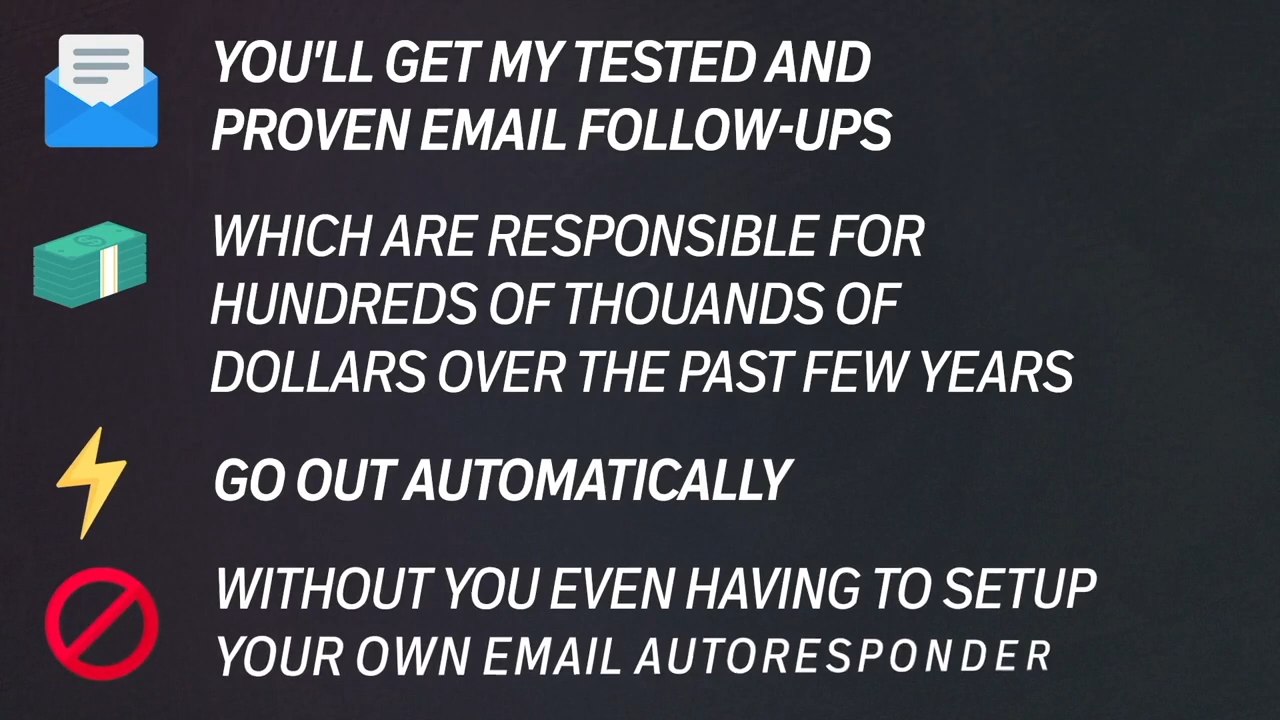 YOU'LL GET MY TESTED AND
PROVEN EMAIL FOLLOW-UPS
WHICH ARE RESPONSIBLE FOR
HUNDREDS OF THOUANDS OF
DOLLARS OVER THE PAST FEW YEARS
GO OUT AUTOMATICALLY
WITHOUT YOU EVEN HAVING TO SETUP
YOUR OWN EMAIL AUTORESPONDER